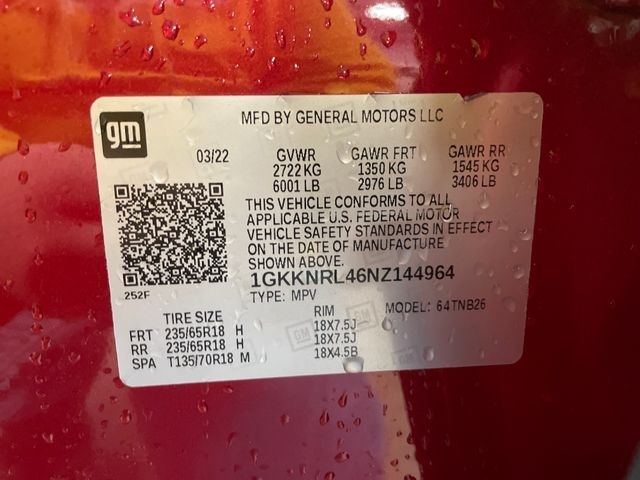 gm
MFD BY GENERAL MOTORS LLC
03/22 GVWR GAWR FRT GAWR RR
2722 KG 1350 KG 1545 KG
6001 LB 2976 LB 3406 LB
THIS VEHICLE CONFORMS TO ALL
APPLICABLE U.S. FEDERAL MOTOR
VEHICLE SAFETY STANDARDS IN EFFECT
ON THE DATE OF MANUFACTURE
SHOWN ABOVE.
1GKKNRL46NZ144964
252F
TYPE: MPV MODEL: 64TNB26
TIRE SIZE RIM
FRT 235/65R18 H 18X7.5J
RR 235/65R18 H 18X7.5J
SPA T135/70R18 M 18X4.5B